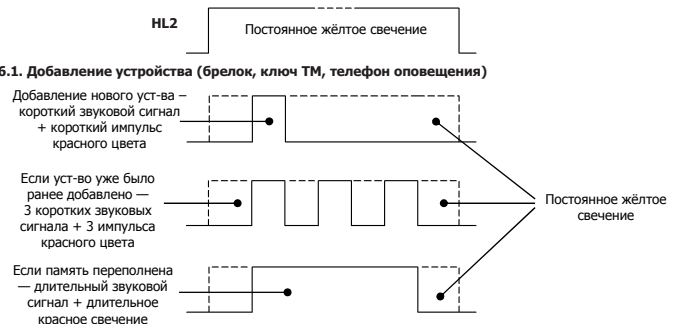 HL2
Постоянное жёлтое свечение
6.1. Добавление устройства (брелок, ключ ТМ, телефон оповещения)
Добавление нового уст-ва –
короткий звуковой сигнал
+ короткий импульс
красного цвета
Если уст-во уже было
ранее добавлено —
3 коротких звуковых
сигнала + 3 импульса
красного цвета
Постоянное жёлтое
свечение
Если память переполнена
— длительный звуковой
сигнал + длительное
красное свечение